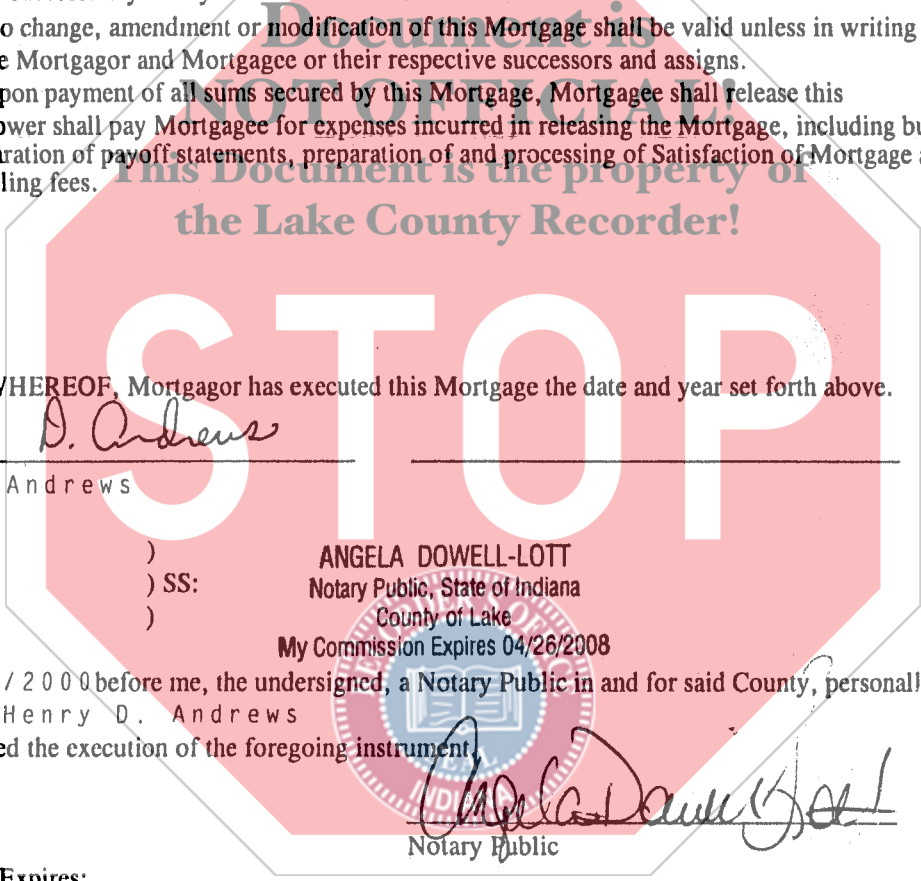 o change, amendment or modification of this Mortgage shall be valid unless in writing
Document is
e Mortgagor and Mortgagee or their respective successors and assigns.
pon payment of all sums secured by this Mortgage, Mortgagee shall release this
NOT OFFICIAL!
ower shall pay Mortgagee for expenses incurred in releasing the Mortgage, including bu
ration of payoff statements, preparation of and processing of Satisfaction of Mortgage a
This Document is the property of
ling fees.
the Lake County Recorder!
STOP
WHEREOF, Mortgagor has executed this Mortgage the date and year set forth above.
D. Andrews
Andrews
)
) SS:
)
ANGELA DOWELL-LOTT
Notary Public, State of Indiana
County of Lake
My Commission Expires 04/26/2008
/2000 before me, the undersigned, a Notary Public in and for said County, personall
Henry D. Andrews
ed the execution of the foregoing instrument.
SEAL
INDIANA
Angela Dowell-Lott
Notary Public
Expires: